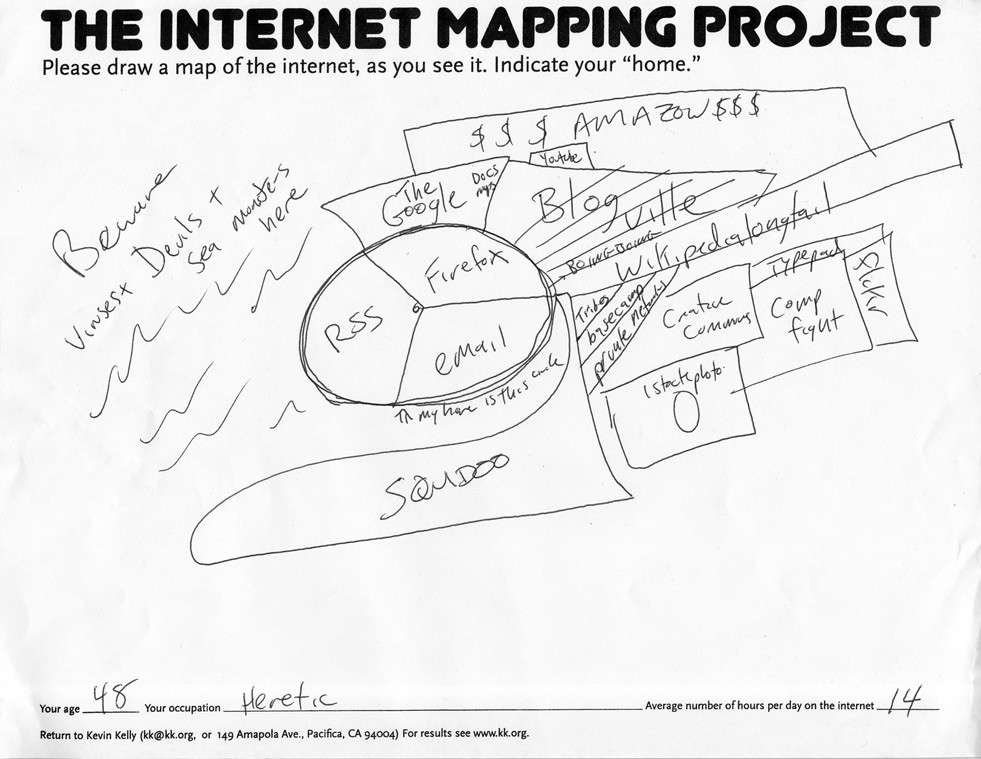 THE INTERNET MAPPING PROJECT
Please draw a map of the internet, as you see it. Indicate your “home.”
$ $ $ AMAZON $$$
Youtube
The
Google
Docs
Blog
Ville
Beware
Viruses + Devils +
sea monsters
here
BOING-BOING
Wikipedialongtail
Firefox
RSS
eMail
my home is this circle
Tribes
basecamp
private networks
Creative
Commons
Typepad
Comp
fight
Flickr
istockphoto
SQUIDOO
Your age 48 Your occupation Heretic Average number of hours per day on the internet 14
Return to Kevin Kelly (kk@kk.org, or 149 Amapola Ave., Pacifica, CA 94004) For results see www.kk.org.